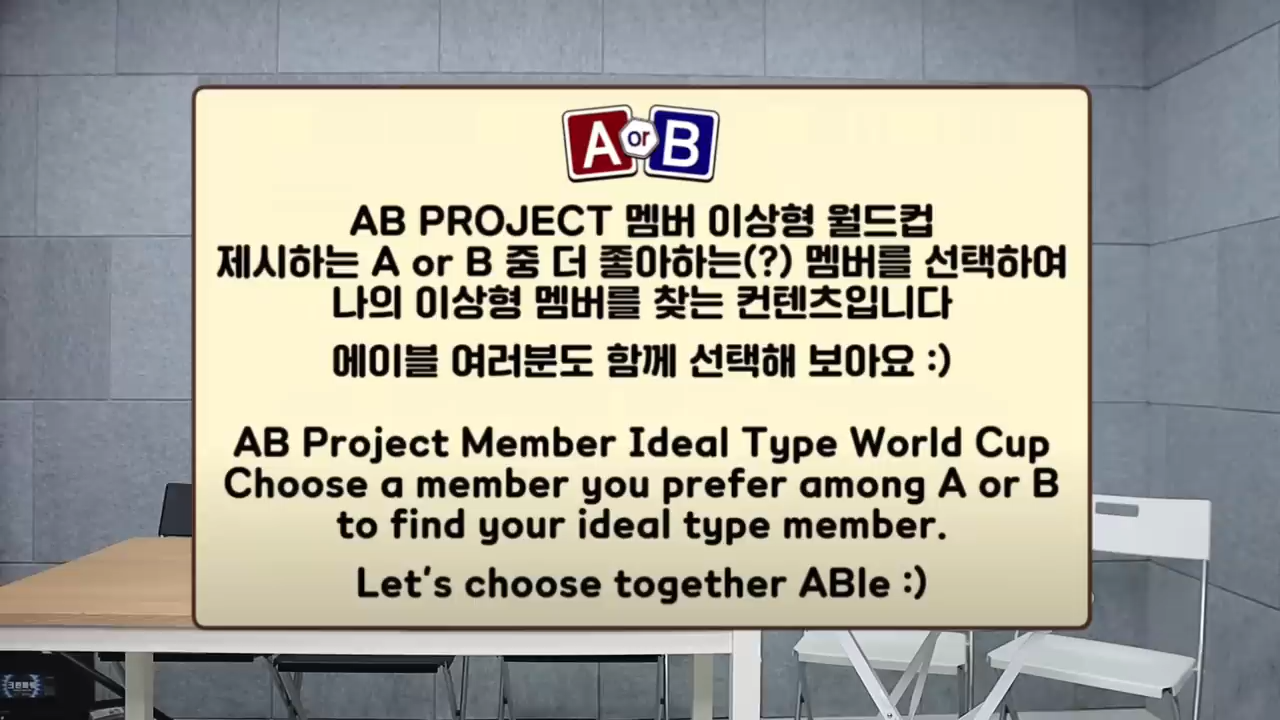 A or B
AB PROJECT 멤버 이상형 월드컵
제시하는 A or B 중 더 좋아하는(?) 멤버를 선택하여
나의 이상형 멤버를 찾는 컨텐츠입니다
에이블 여러분도 함께 선택해 보아요 :)
AB Project Member Ideal Type World Cup
Choose a member you prefer among A or B
to find your ideal type member.
Let's choose together ABle :)